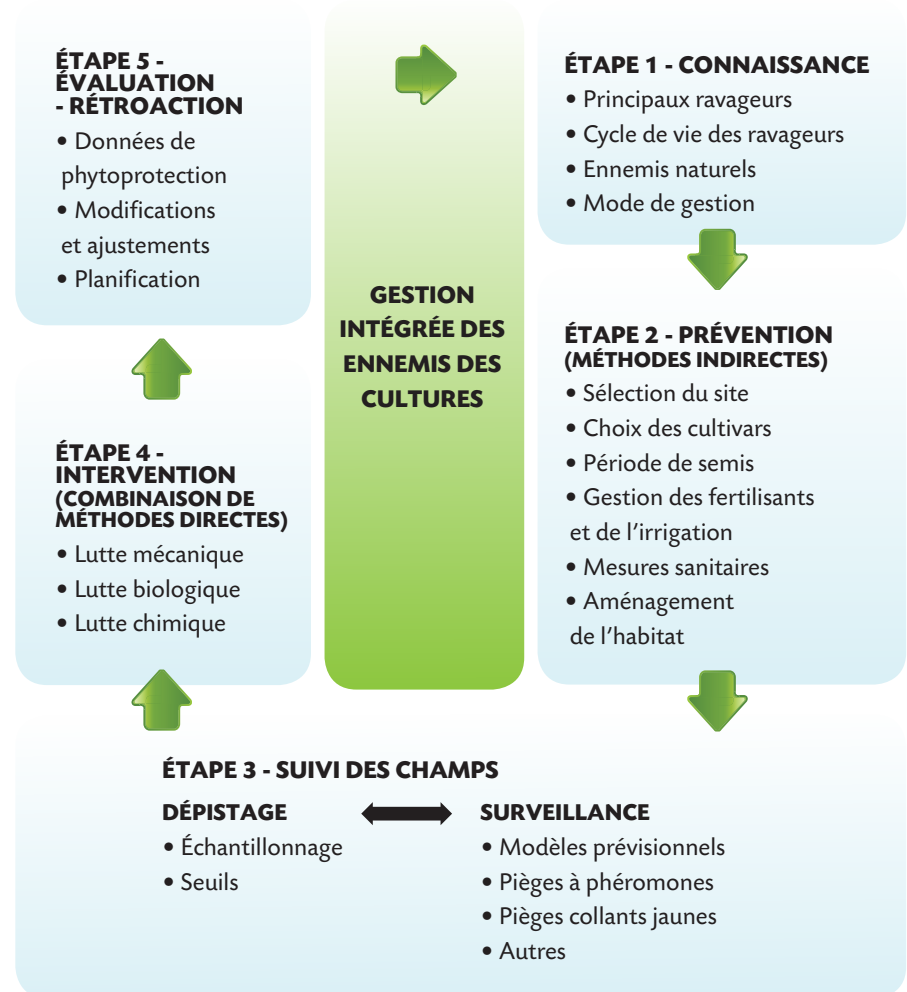 GESTION
INTÉGRÉE DES
ENNEMIS DES
CULTURES
ÉTAPE 1 - CONNAISSANCE
• Principaux ravageurs
• Cycle de vie des ravageurs
• Ennemis naturels
• Mode de gestion
ÉTAPE 2 - PRÉVENTION
(MÉTHODES INDIRECTES)
• Sélection du site
• Choix des cultivars
• Période de semis
• Gestion des fertilisants
et de l’irrigation
• Mesures sanitaires
• Aménagement
de l’habitat
ÉTAPE 3 - SUIVI DES CHAMPS
DÉPISTAGE
• Échantillonnage
• Seuils
SURVEILLANCE
• Modèles prévisionnels
• Pièges à phéromones
• Pièges collants jaunes
• Autres
ÉTAPE 4 -
INTERVENTION
(COMBINAISON DE
MÉTHODES DIRECTES)
• Lutte mécanique
• Lutte biologique
• Lutte chimique
ÉTAPE 5 -
ÉVALUATION
- RÉTROACTION
• Données de
phytoprotection
• Modifications
et ajustements
• Planification